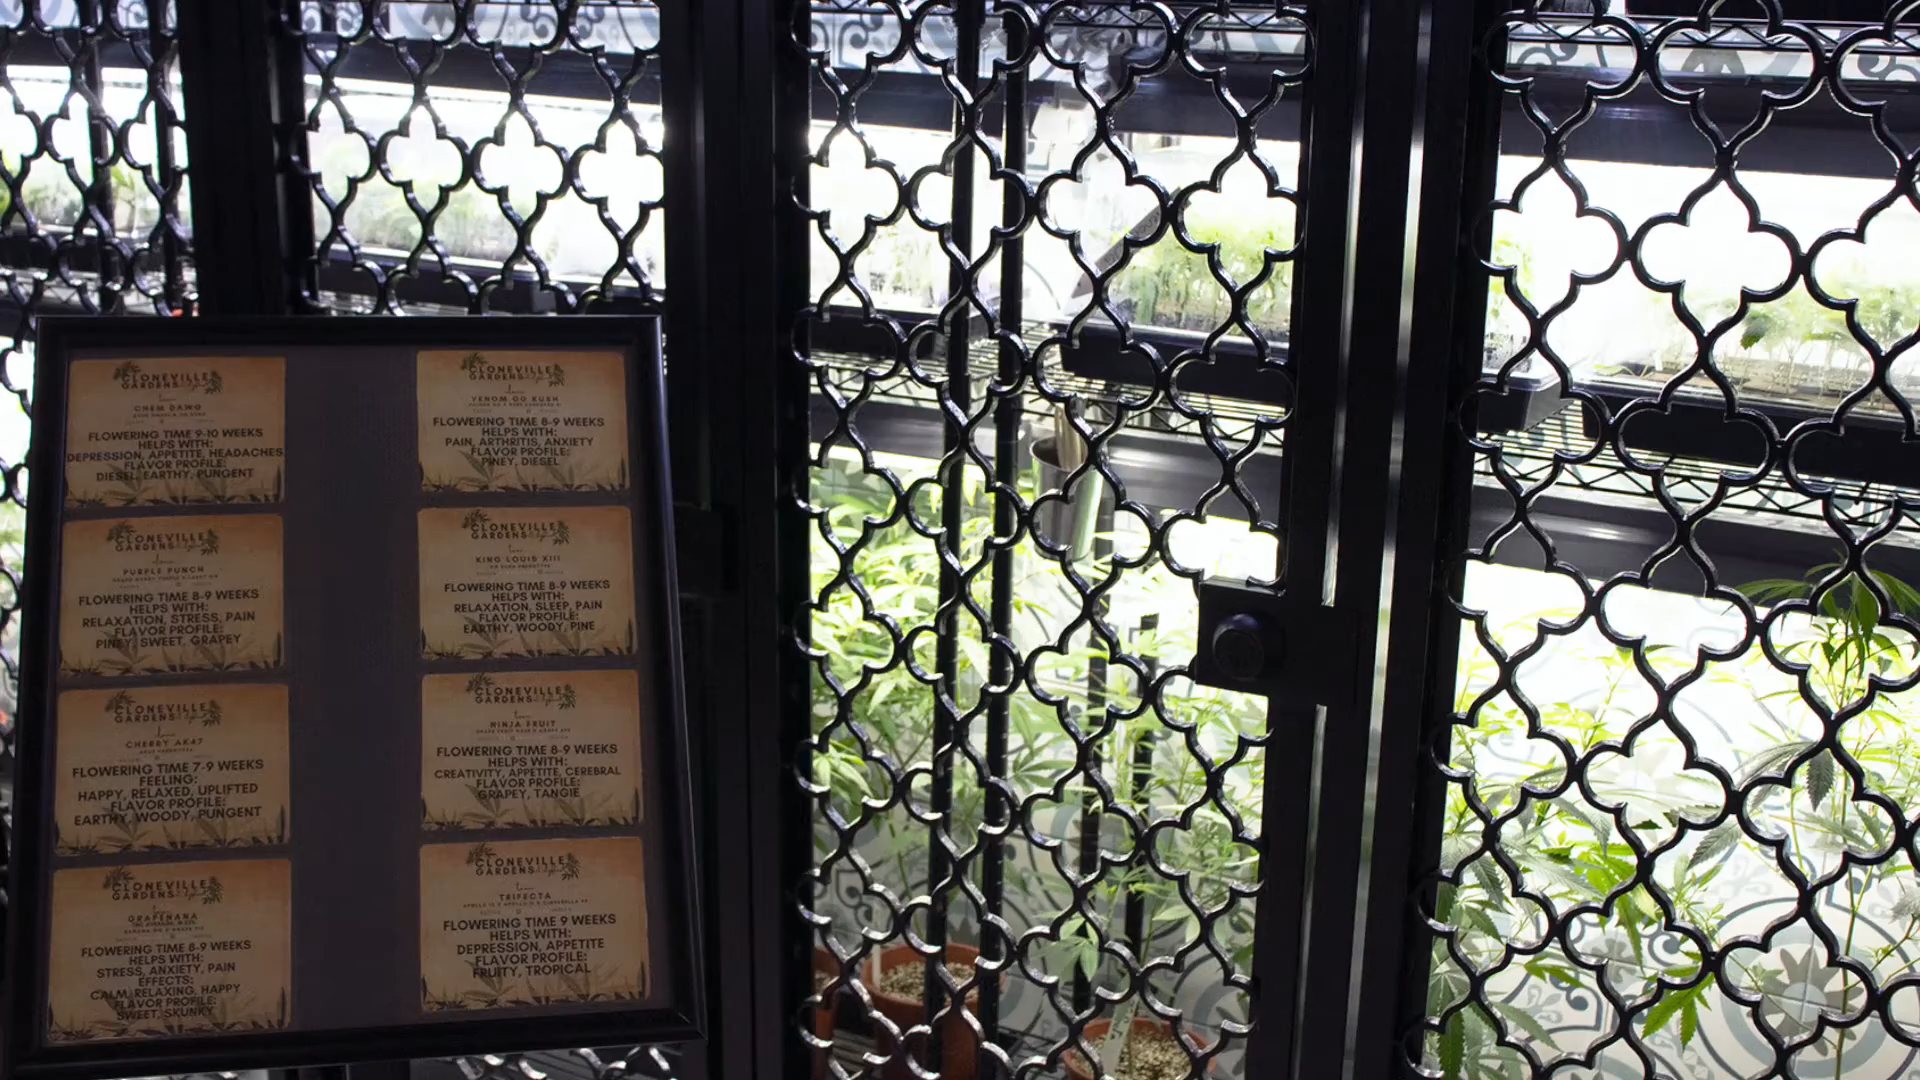 CLONEVILLE
GARDENS
CHEM DAWG
FLOWERING TIME 9-10 WEEKS
HELPS WITH:
DEPRESSION, APPETITE, HEADACHES
FLAVOR PROFILE:
DIESEL, EARTHY, PUNGENT
CLONEVILLE
GARDENS
PURPLE PUNCH
FLOWERING TIME 8-9 WEEKS
HELPS WITH:
RELAXATION, STRESS, PAIN
FLAVOR PROFILE:
PINEY, SWEET, GRAPEY
CLONEVILLE
GARDENS
CHERRY AK47
FLOWERING TIME 7-9 WEEKS
FEELING:
HAPPY, RELAXED, UPLIFTED
FLAVOR PROFILE:
EARTHY, WOODY, PUNGENT
CLONEVILLE
GARDENS
GRAPENANA
FLOWERING TIME 8-9 WEEKS
HELPS WITH:
STRESS, ANXIETY, PAIN
EFFECTS:
CALM, RELAXING, HAPPY
FLAVOR PROFILE:
SWEET, SKUNKY
CLONEVILLE
GARDENS
VENOM OG KUSH
FLOWERING TIME 8-9 WEEKS
HELPS WITH:
PAIN, ARTHRITIS, ANXIETY
FLAVOR PROFILE:
PINEY, DIESEL
CLONEVILLE
GARDENS
KING LOUIS XIII
FLOWERING TIME 8-9 WEEKS
HELPS WITH:
RELAXATION, SLEEP, PAIN
FLAVOR PROFILE:
EARTHY, WOODY, PINE
CLONEVILLE
GARDENS
NINJA FRUIT
FLOWERING TIME 8-9 WEEKS
HELPS WITH:
CREATIVITY, APPETITE, CEREBRAL
FLAVOR PROFILE:
GRAPEY, TANGIE
CLONEVILLE
GARDENS
TRIFECTA
FLOWERING TIME 9 WEEKS
HELPS WITH:
DEPRESSION, APPETITE
FLAVOR PROFILE:
FRUITY, TROPICAL